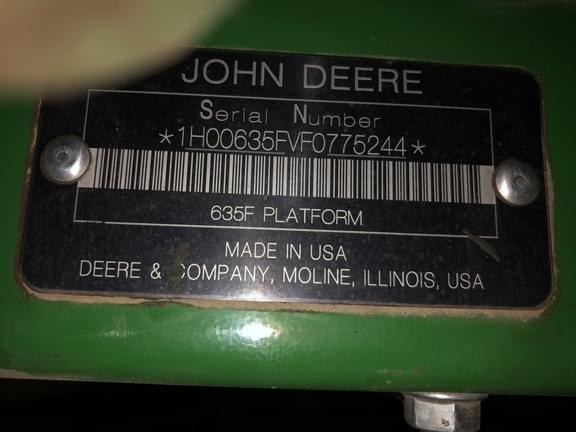 JOHN DEERE
Serial Number
*1H00635FVF0775244*
635F PLATFORM
MADE IN USA
DEERE & COMPANY, MOLINE, ILLINOIS, USA